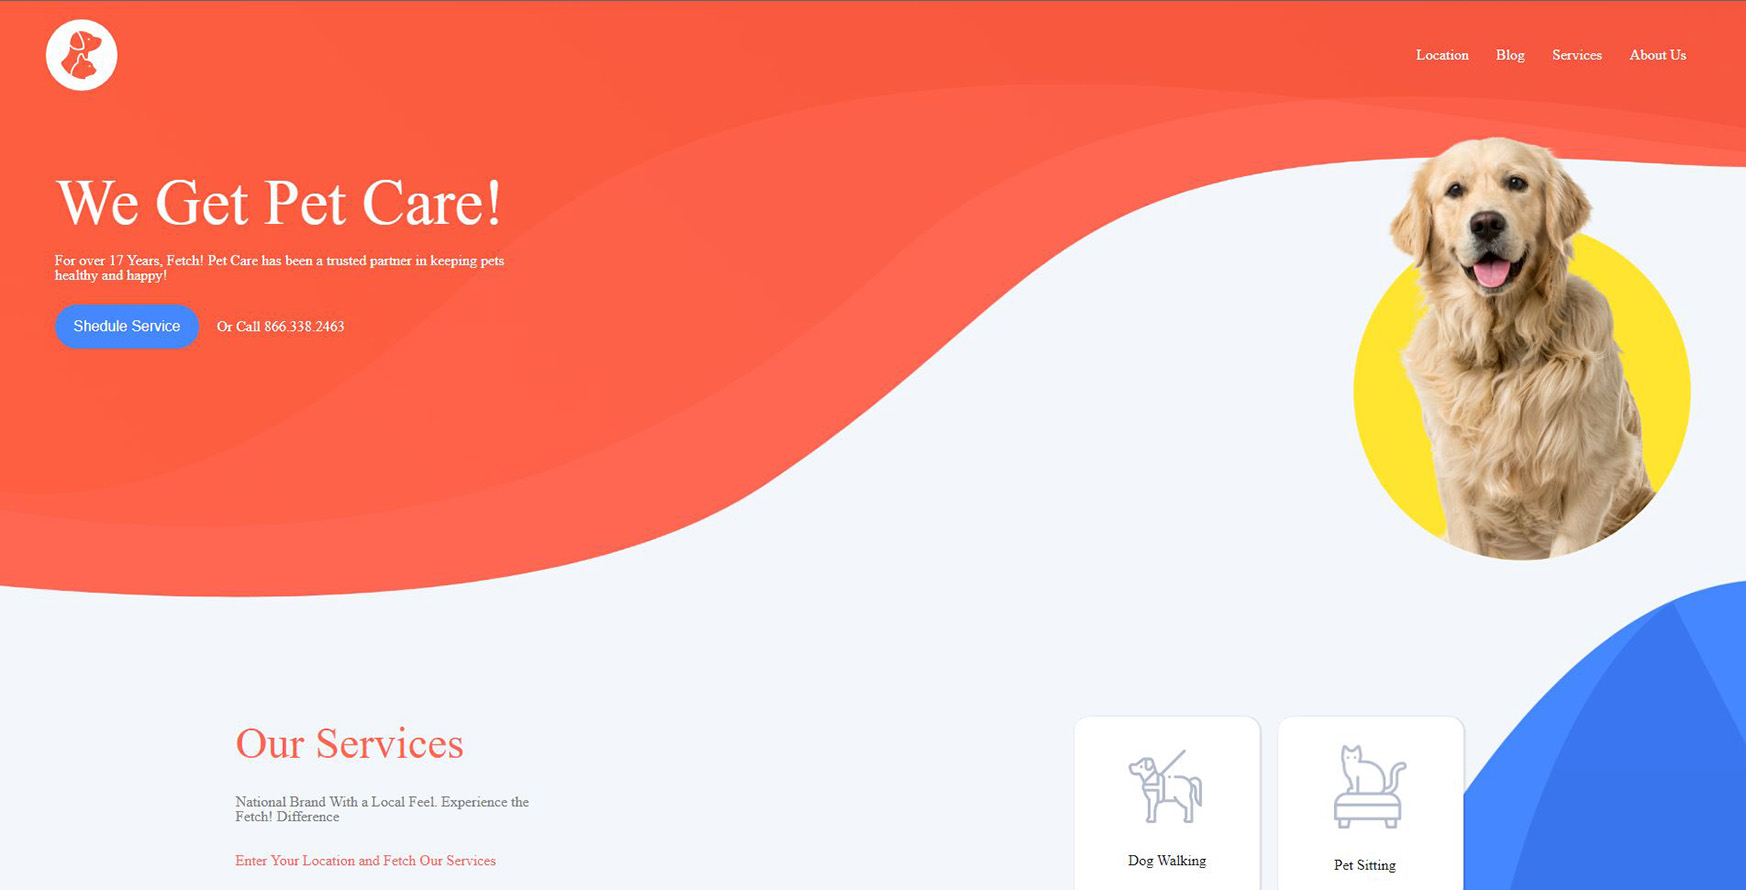 Location Blog Services About Us
We Get Pet Care!
For over 17 Years, Fetch! Pet Care has been a trusted partner in keeping pets
healthy and happy!
Shedule Service Or Call 866.338.2463
Our Services
National Brand With a Local Feel. Experience the
Fetch! Difference
Enter Your Location and Fetch Our Services
Dog Walking
Pet Sitting